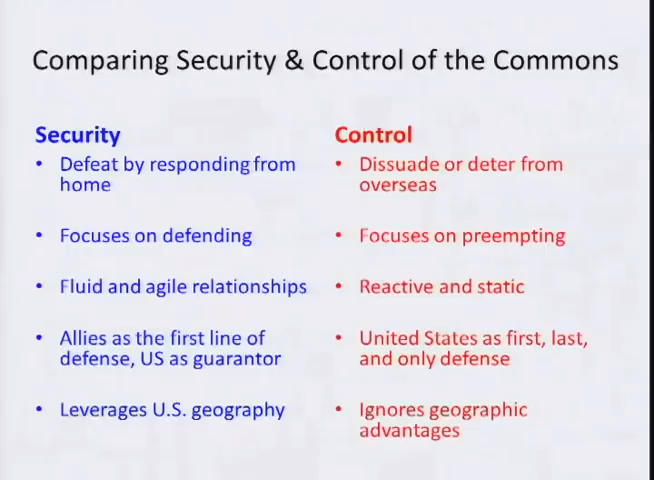 Comparing Security & Control of the Commons
Security
• Defeat by responding from
home
• Focuses on defending
• Fluid and agile relationships
• Allies as the first line of
defense, US as guarantor
• Leverages U.S. geography
Control
• Dissuade or deter from
overseas
• Focuses on preempting
• Reactive and static
• United States as first, last,
and only defense
• Ignores geographic
advantages